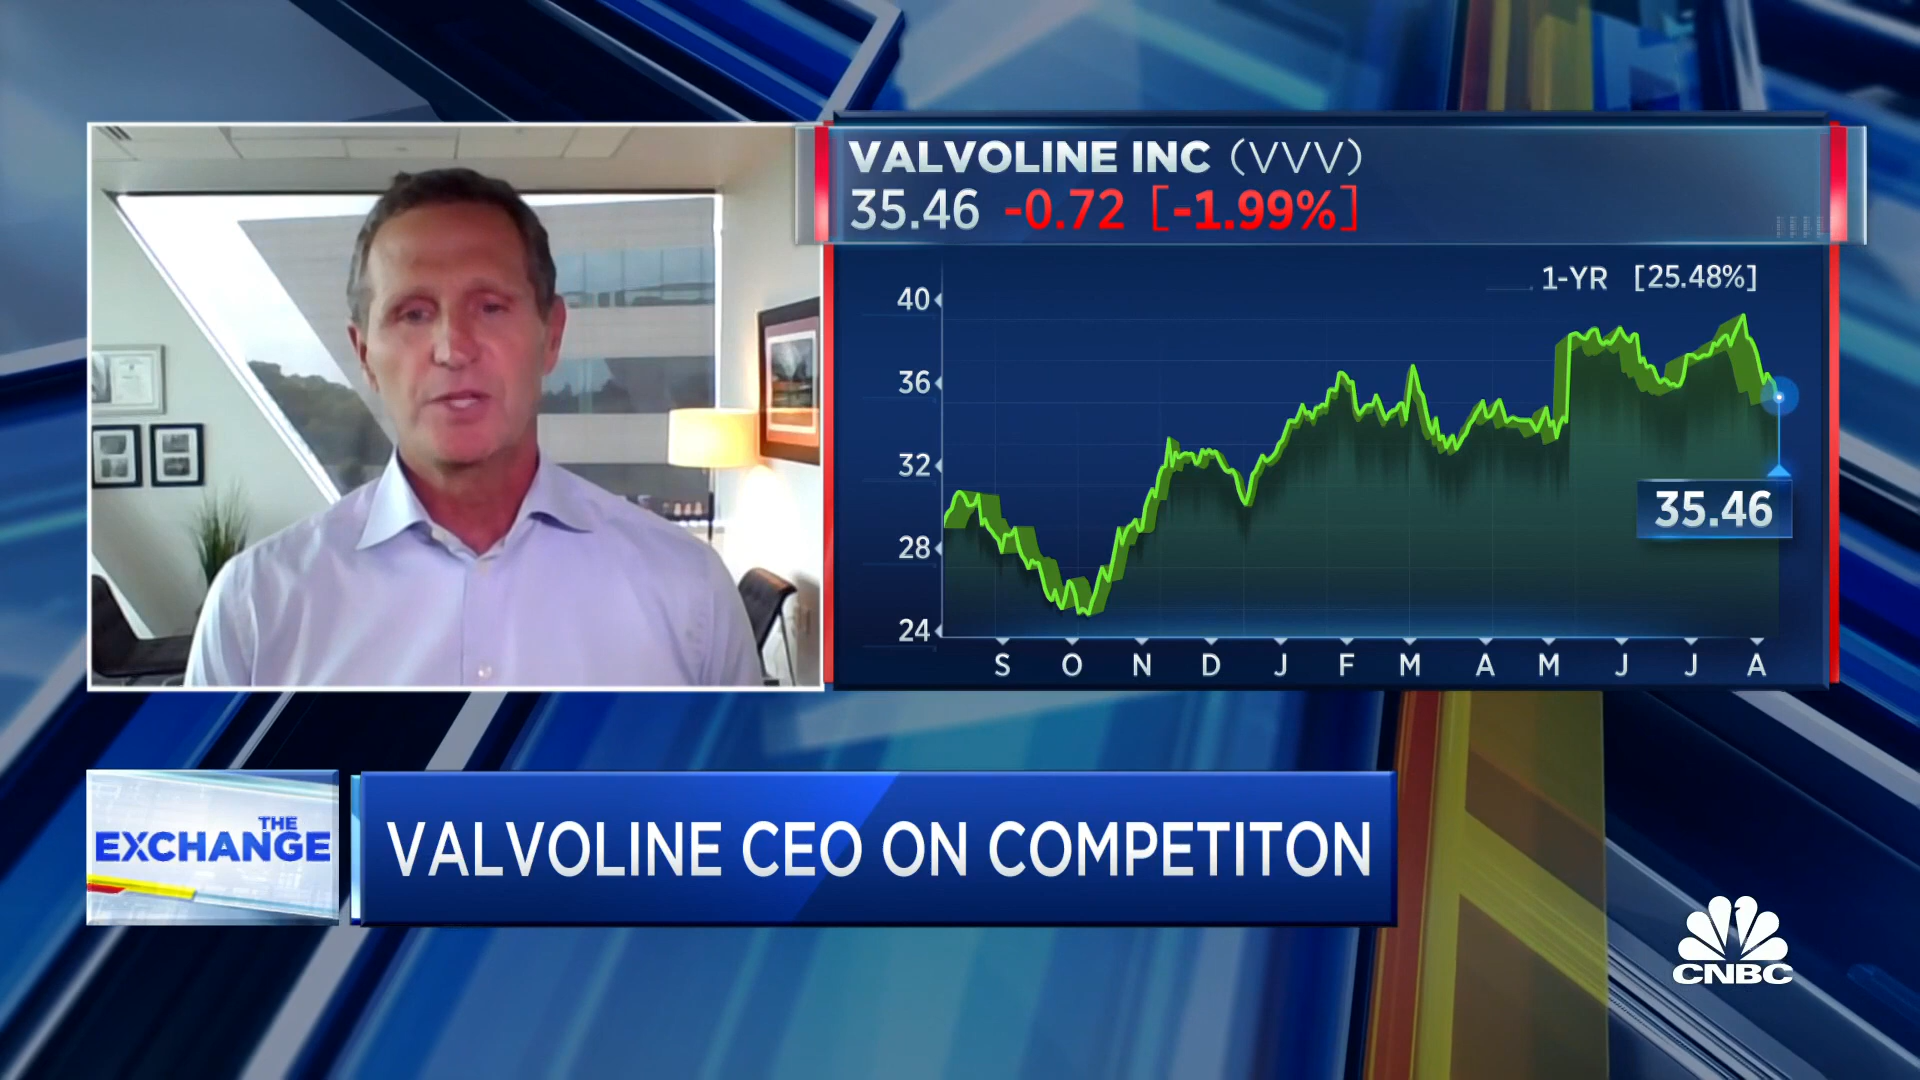 VALVOLINE INC (VVV)
35.46 -0.72 [-1.99%]
1-YR [25.48%]
40
36
32
28
24
35.46
S O N D J F M A M J J A
THE
EXCHANGE
VALVOLINE CEO ON COMPETITON
CNBC